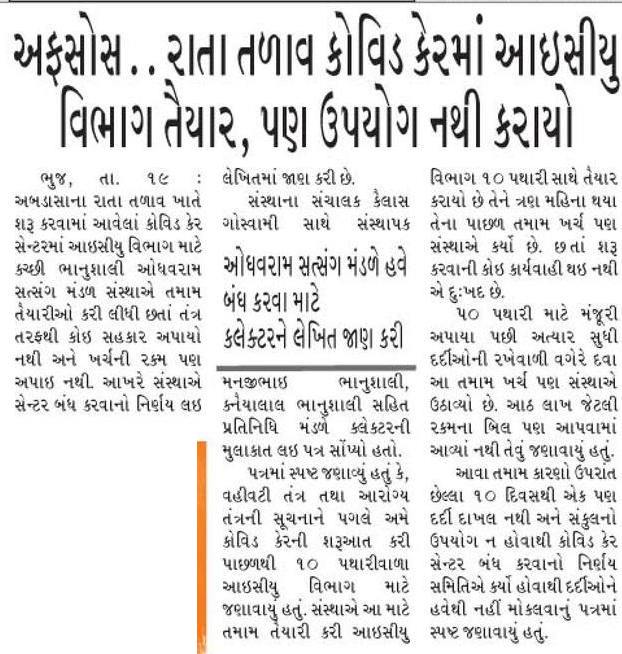 અફસોસ.. રાતા તળાવ કોવિડ કેરમાં આઇસીયુ
વિભાગ તૈયાર, પણ ઉપયોગ નથી કરાયો
ભુજ, તા. ૧૯ :
અબડાસાના રાતા તળાવ ખાતે
શરૂ કરવામાં આવેલાં કોવિડ કેર
સેન્ટરમાં આઇસીયુ વિભાગ માટે
કચ્છી ભાનુશાલી ઓધવરામ
સત્સંગ મંડળ સંસ્થાએ તમામ
તૈયારીઓ કરી લીધી છતાં તંત્ર
તરફથી કોઇ સહકાર અપાયો
નથી અને ખર્ચની રકમ પણ
અપાઇ નથી. આખરે સંસ્થાએ
સેન્ટર બંધ કરવાનો નિર્ણય લઇ
લેખિતમાં જાણ કરી છે.
સંસ્થાના સંચાલક કૈલાસ
ગોસ્વામી સાથે સંસ્થાપક
ઓધવરામ સત્સંગ મંડળે હવે
બંધ કરવા માટે
કલેક્ટરને લેખિત જાણ કરી
મનજીભાઇ ભાનુશાલી,
કનૈયાલાલ ભાનુશાલી સહિત
પ્રતિનિધિ મંડળે કલેક્ટરની
મુલાકાત લઇ પત્ર સોંપ્યો હતો.
પત્રમાં સ્પષ્ટ જણાવ્યું હતું કે,
વહીવટી તંત્ર તથા આરોગ્ય
તંત્રની સૂચનાને પગલે અમે
કોવિડ કેરની શરૂઆત કરી
પાછળથી ૧૦ પથારીવાળા
આઇસીયુ વિભાગ માટે
જણાવાયું હતું. સંસ્થાએ આ માટે
તમામ તૈયારી કરી આઇસીયુ
વિભાગ ૧૦ પથારી સાથે તૈયાર
કરાયો છે તેને ત્રણ મહિના થયા
તેના પાછળ તમામ ખર્ચ પણ
સંસ્થાએ કર્યો છે. છતાં શરૂ
કરવાની કોઇ કાર્યવાહી થઇ નથી
એ દુઃખદ છે.
૫૦ પથારી માટે મંજૂરી
અપાયા પછી અત્યાર સુધી
દર્દીઓની રખેવાળી વગેરે દવા
આ તમામ ખર્ચ પણ સંસ્થાએ
ઉઠાવ્યો છે. આઠ લાખ જેટલી
રકમના બિલ પણ આપવામાં
આવ્યાં નથી તેવું જણાવાયું હતું.
આવા તમામ કારણો ઉપરાંત
છેલ્લા ૧૦ દિવસથી એક પણ
દર્દી દાખલ નથી અને સંકુલનો
ઉપયોગ ન હોવાથી કોવિડ કેર
સેન્ટર બંધ કરવાનો નિર્ણય
સમિતિએ કર્યો હોવાથી દર્દીઓને
હવેથી નહીં મોકલવાનું પત્રમાં
સ્પષ્ટ જણાવાયું હતું.